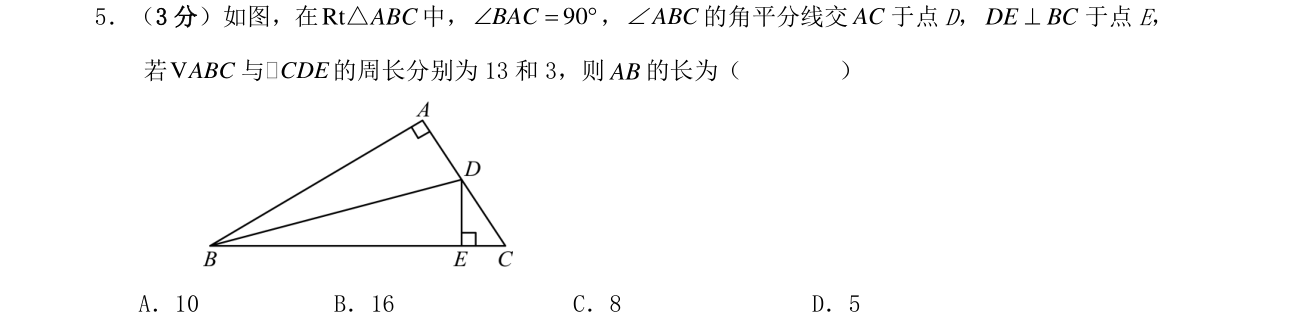 5. （3 分）如图，在Rt△ABC中，∠BAC=90°，∠ABC的角平分线交AC于点D，DE⊥BC于点E，
若VABC与□CDE的周长分别为 13 和 3，则AB的长为（　　）
A
D
B E C
A. 10 B. 16 C. 8 D. 5